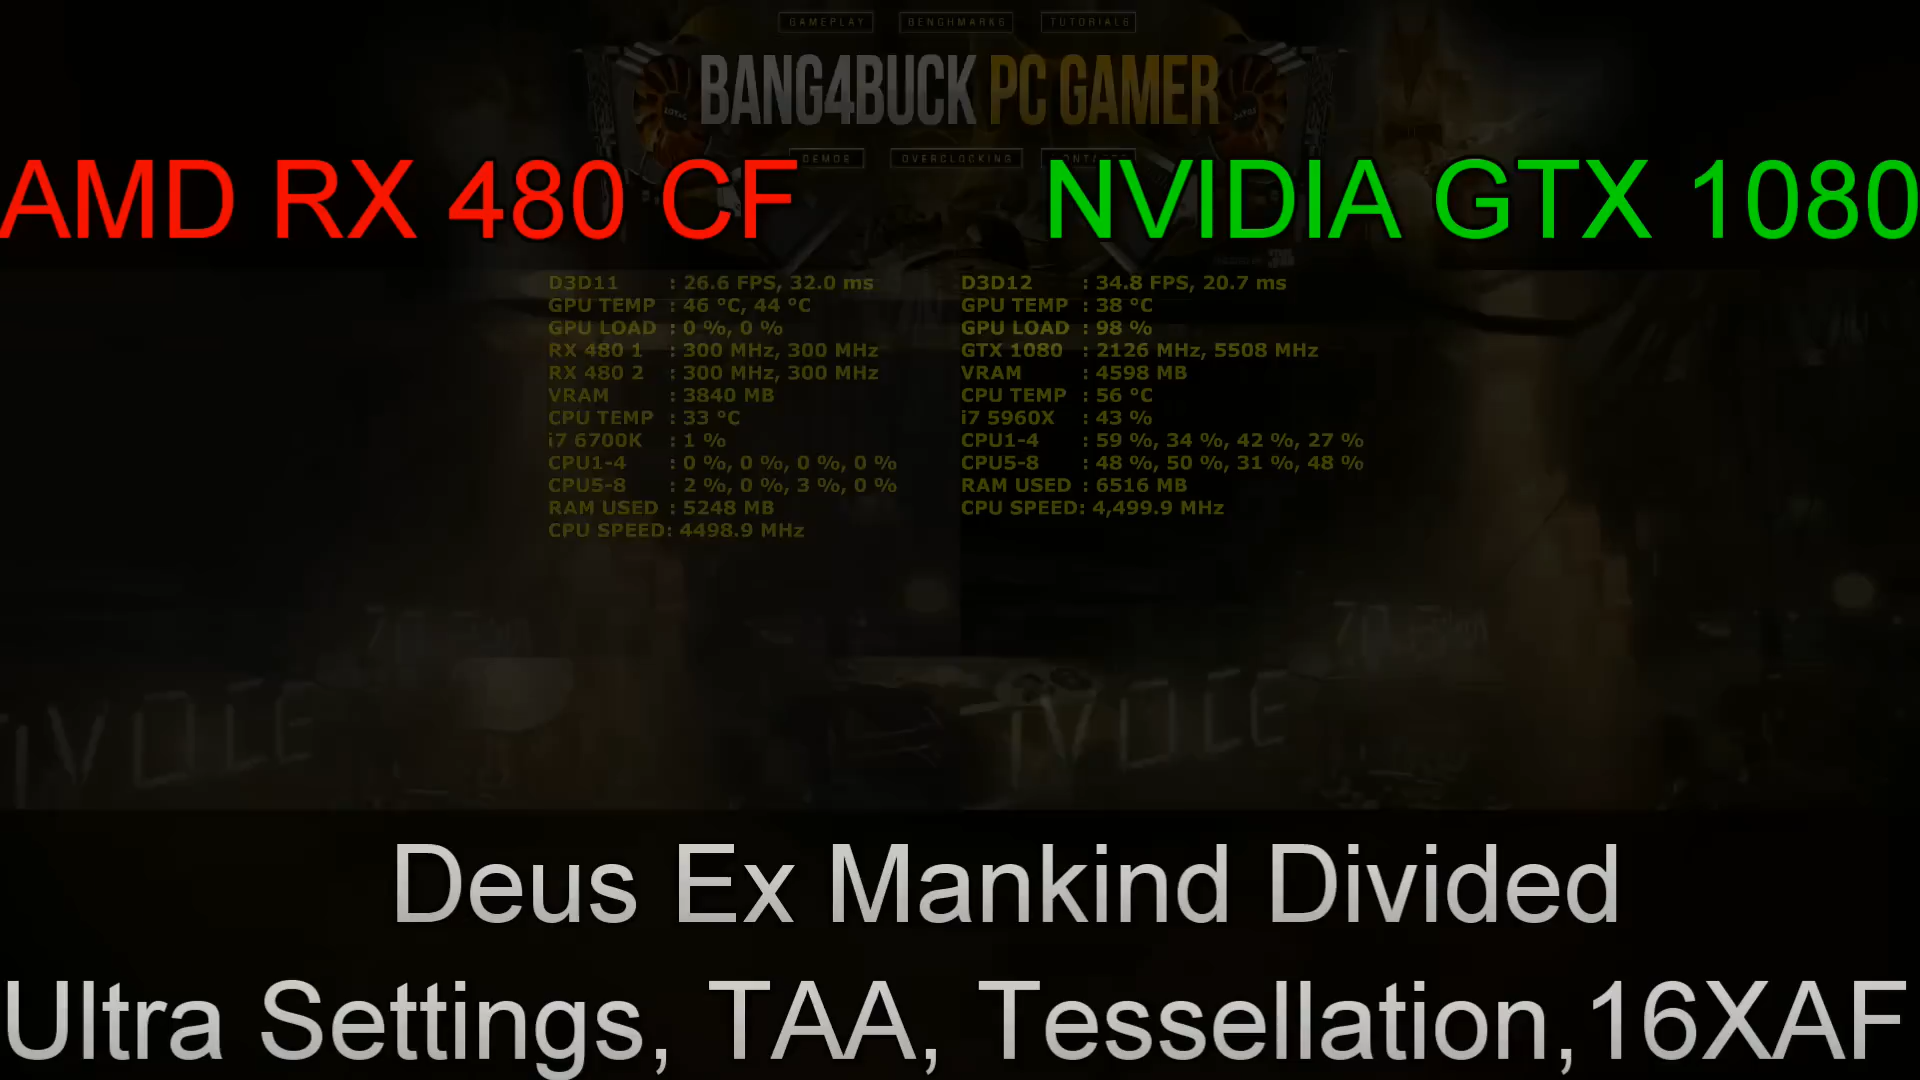 GAMEPLAY BENCHMARKS TUTORIALS
BANG4BUCK PC GAMER
DEMOS OVERCLOCKING CONTACTS
AMD RX 480 CF
NVIDIA GTX 1080
D3D11 : 26.6 FPS, 32.0 ms
GPU TEMP : 46 °C, 44 °C
GPU LOAD : 0 %, 0 %
RX 480 1 : 300 MHz, 300 MHz
RX 480 2 : 300 MHz, 300 MHz
VRAM : 3840 MB
CPU TEMP : 33 °C
i7 6700K : 1 %
CPU1-4 : 0 %, 0 %, 0 %, 0 %
CPU5-8 : 2 %, 0 %, 3 %, 0 %
RAM USED : 5248 MB
CPU SPEED: 4498.9 MHz
D3D12 : 34.8 FPS, 20.7 ms
GPU TEMP : 38 °C
GPU LOAD : 98 %
GTX 1080 : 2126 MHz, 5508 MHz
VRAM : 4598 MB
CPU TEMP : 56 °C
i7 5960X : 43 %
CPU1-4 : 59 %, 34 %, 42 %, 27 %
CPU5-8 : 48 %, 50 %, 31 %, 48 %
RAM USED : 6516 MB
CPU SPEED: 4,499.9 MHz
Deus Ex Mankind Divided
Ultra Settings, TAA, Tessellation,16XAF